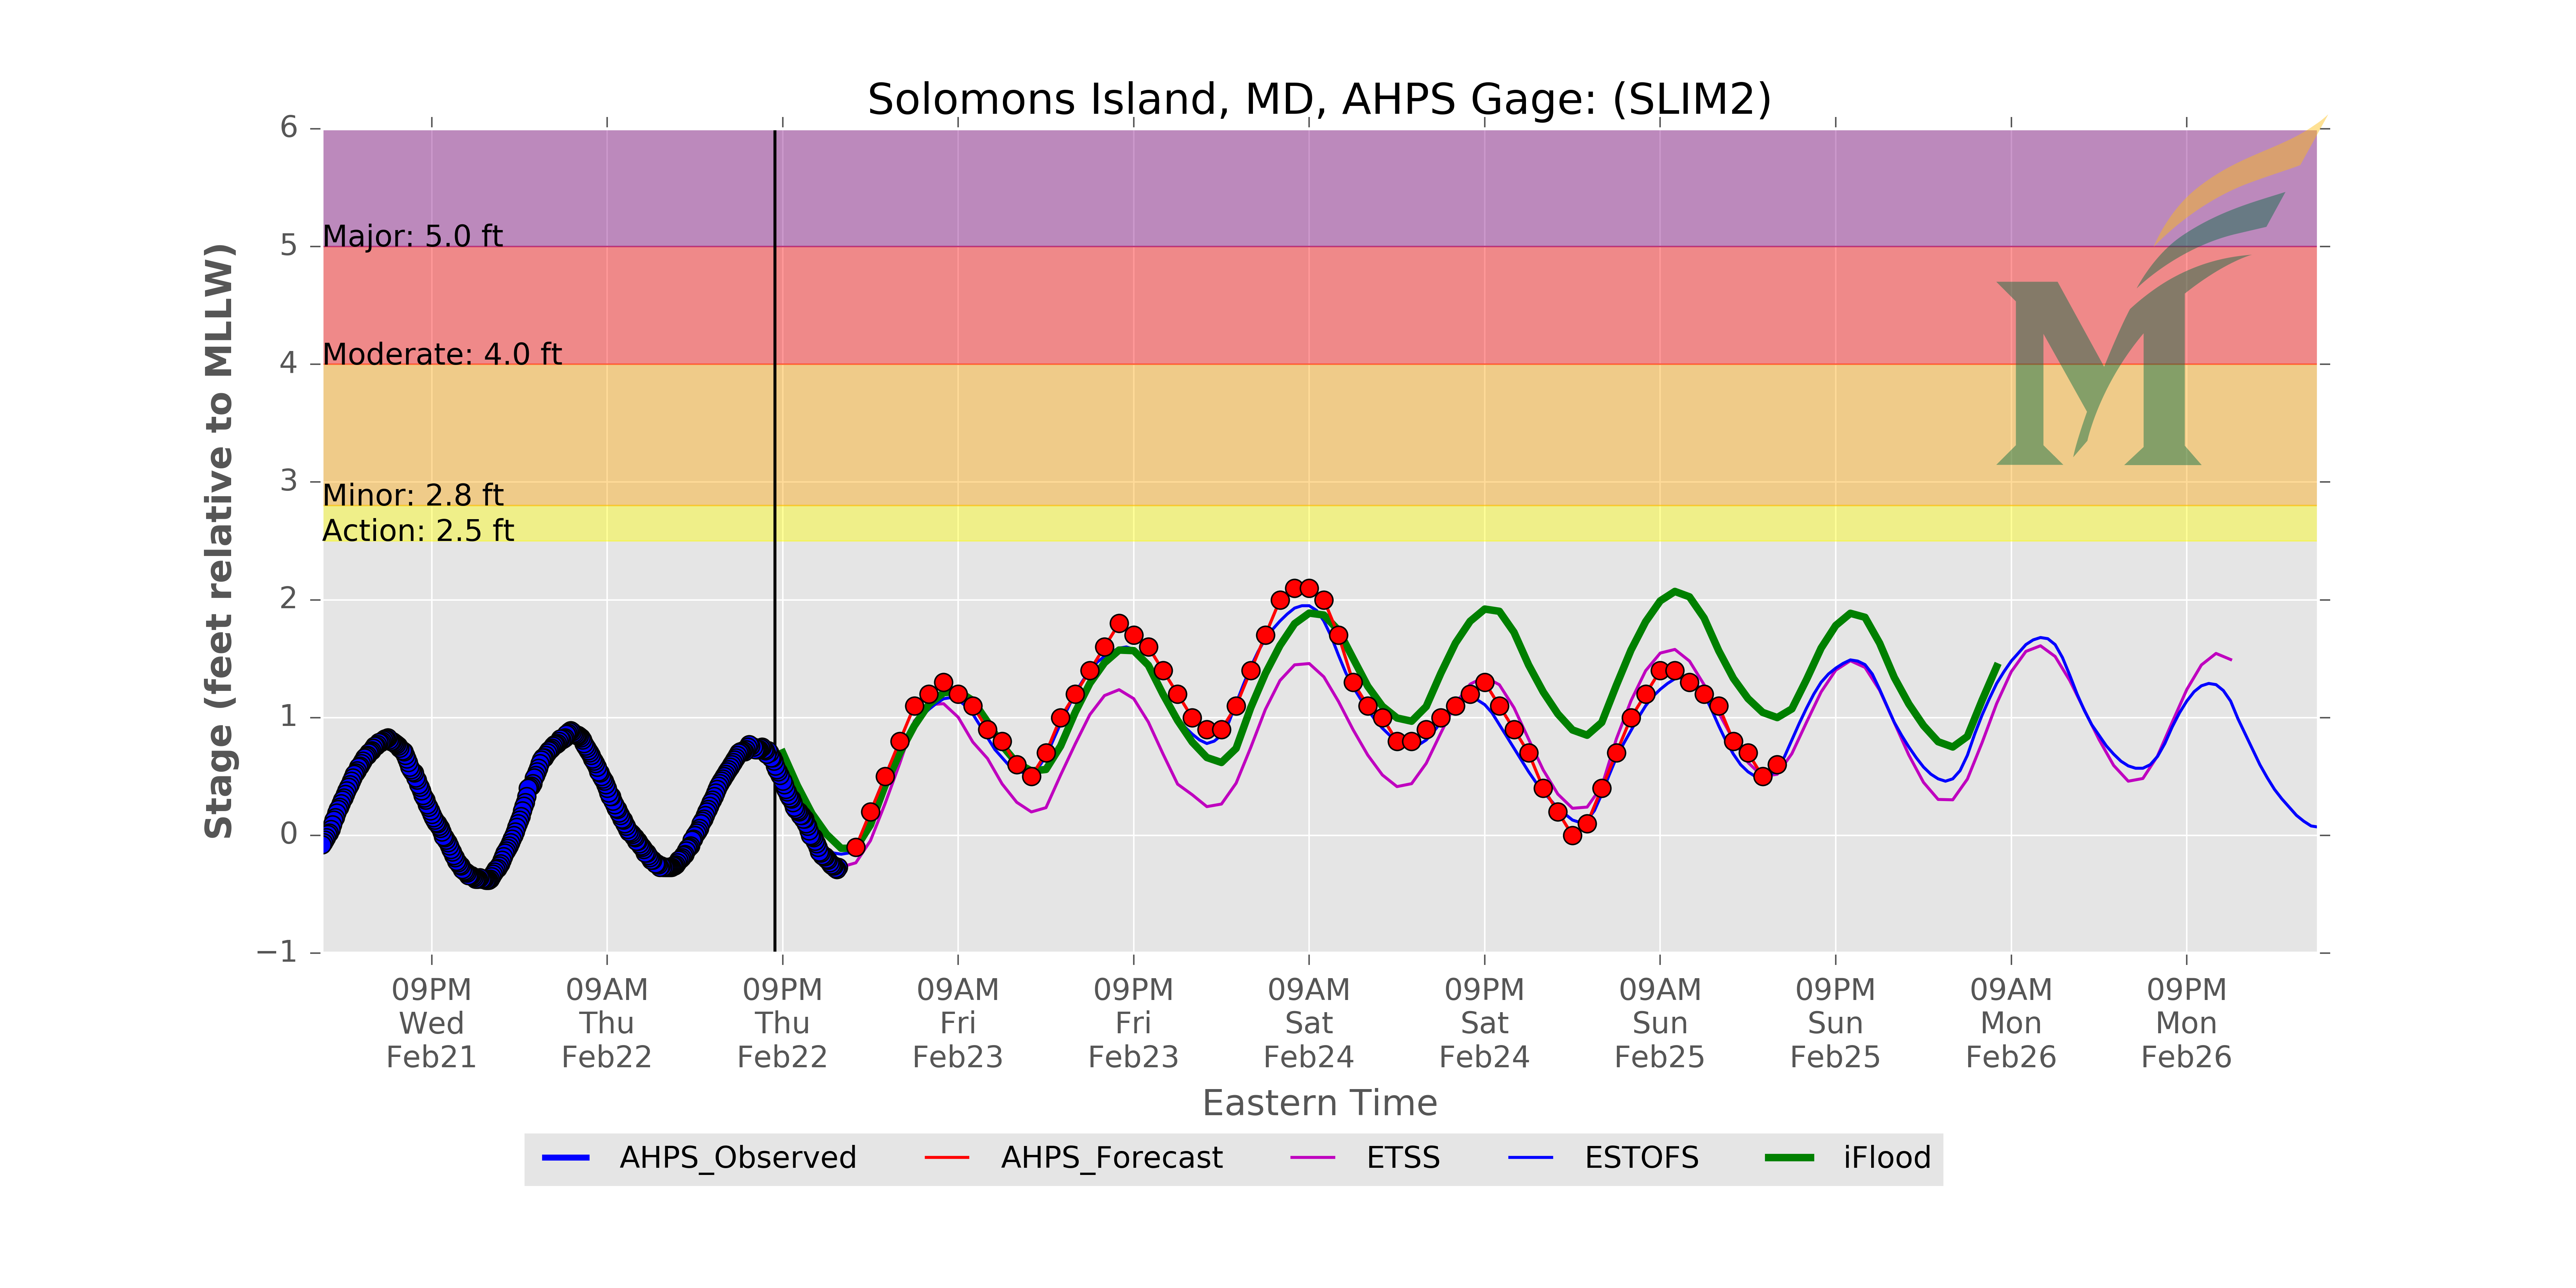 Solomons Island, MD, AHPS Gage: (SLIM2)
6
5
4
3
2
1
0
−1
Stage (feet relative to MLLW)
Major: 5.0 ft
Moderate: 4.0 ft
Minor: 2.8 ft
Action: 2.5 ft
M
09PM 09AM 09PM 09AM 09PM 09AM 09PM 09AM 09PM 09AM 09PM
Wed Thu Thu Fri Fri Sat Sat Sun Sun Mon Mon
Feb21 Feb22 Feb22 Feb23 Feb23 Feb24 Feb24 Feb25 Feb25 Feb26 Feb26
Eastern Time
AHPS_Observed AHPS_Forecast ETSS ESTOFS iFlood